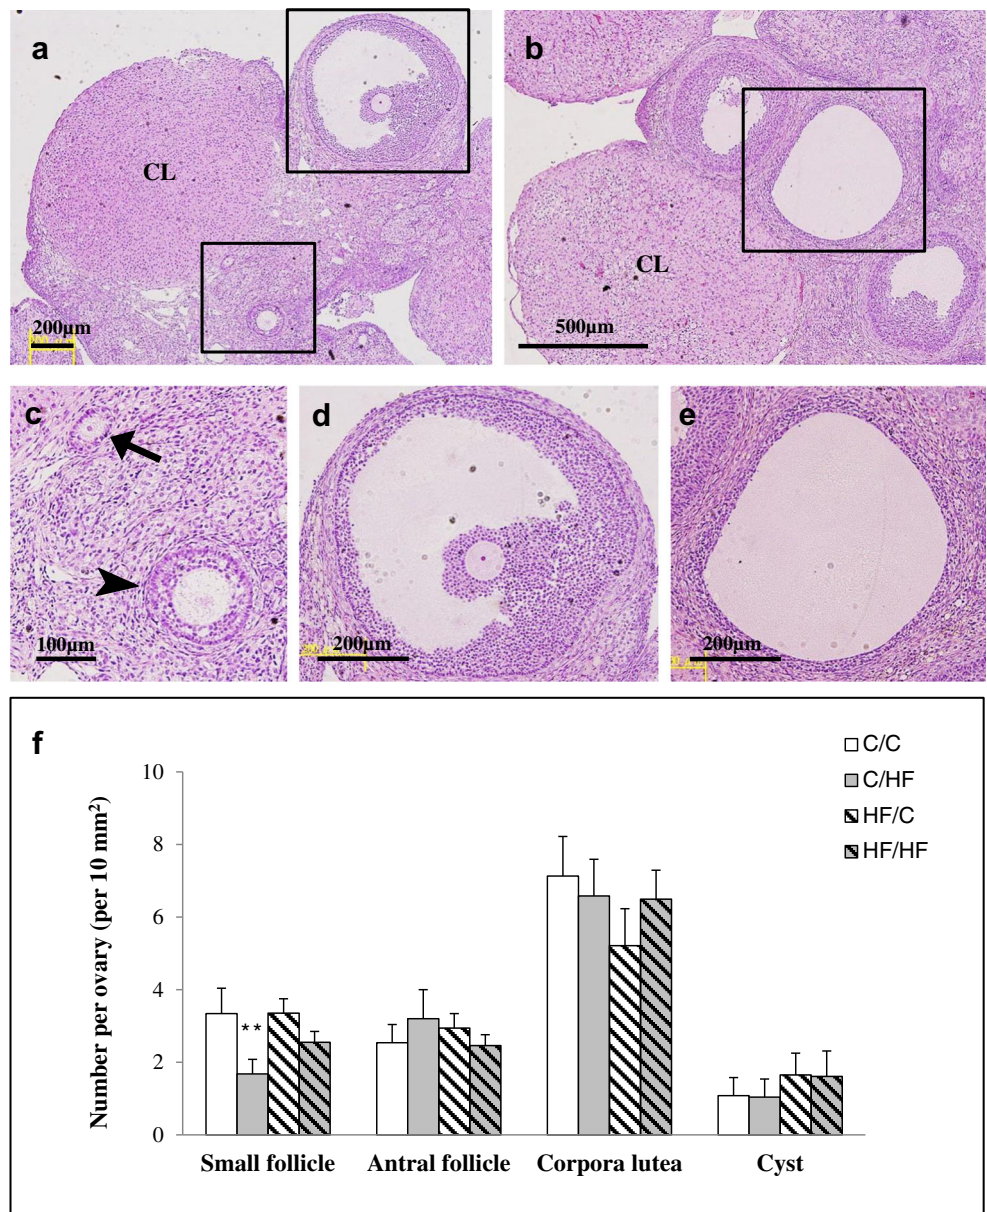 a
CL
200µm
b
CL
500µm
c
100µm
d
200µm
e
200µm
f
C/C
C/HF
HF/C
HF/HF
Number per ovary (per 10 mm²)
10
8
6
4
2
0
**
Small follicle
Antral follicle
Corpora lutea
Cyst